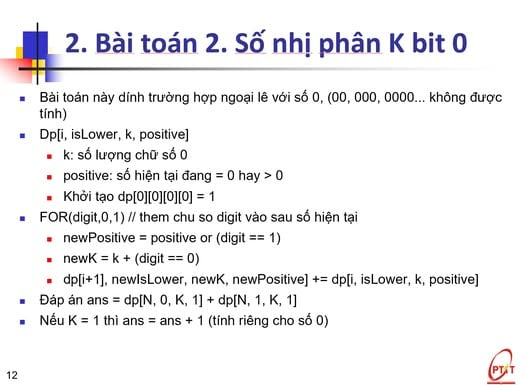 2. Bài toán 2. Số nhị phân K bit 0
Bài toán này dính trường hợp ngoại lê với số 0, (00, 000, 0000... không được
tính)
Dp[i, isLower, k, positive]
k: số lượng chữ số 0
positive: số hiện tại đang = 0 hay > 0
Khởi tạo dp[0][0][0][0] = 1
FOR(digit,0,1) // them chu so digit vào sau số hiện tại
newPositive = positive or (digit == 1)
newK = k + (digit == 0)
dp[i+1], newIsLower, newK, newPositive] += dp[i, isLower, k, positive]
Đáp án ans = dp[N, 0, K, 1] + dp[N, 1, K, 1]
Nếu K = 1 thì ans = ans + 1 (tính riêng cho số 0)
12
PTIT